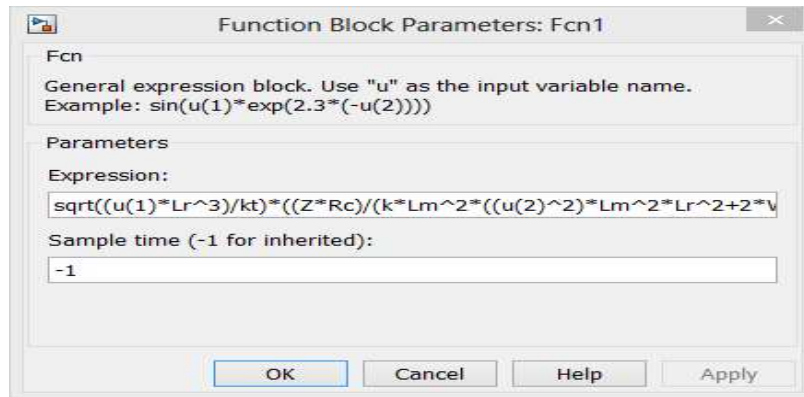 Function Block Parameters: Fcn1
Fcn
General expression block. Use "u" as the input variable name.
Example: sin(u(1)*exp(2.3*(-u(2))))
Parameters
Expression:
sqrt((u(1)*Lr^3)/kt)*((Z*Rc)/(k*Lm^2*((u(2)^2)*Lm^2*Lr^2+2*
Sample time (-1 for inherited):
-1
OK Cancel Help Apply